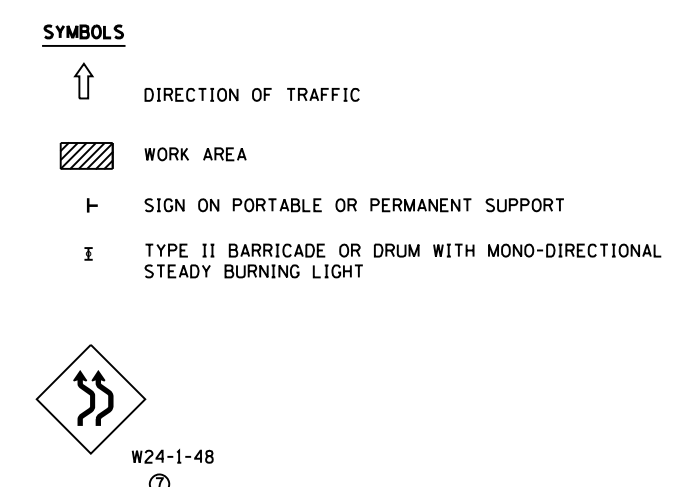 SYMBOLS
DIRECTION OF TRAFFIC
WORK AREA
SIGN ON PORTABLE OR PERMANENT SUPPORT
TYPE II BARRICADE OR DRUM WITH MONO-DIRECTIONAL
STEADY BURNING LIGHT
W24-1-48
7